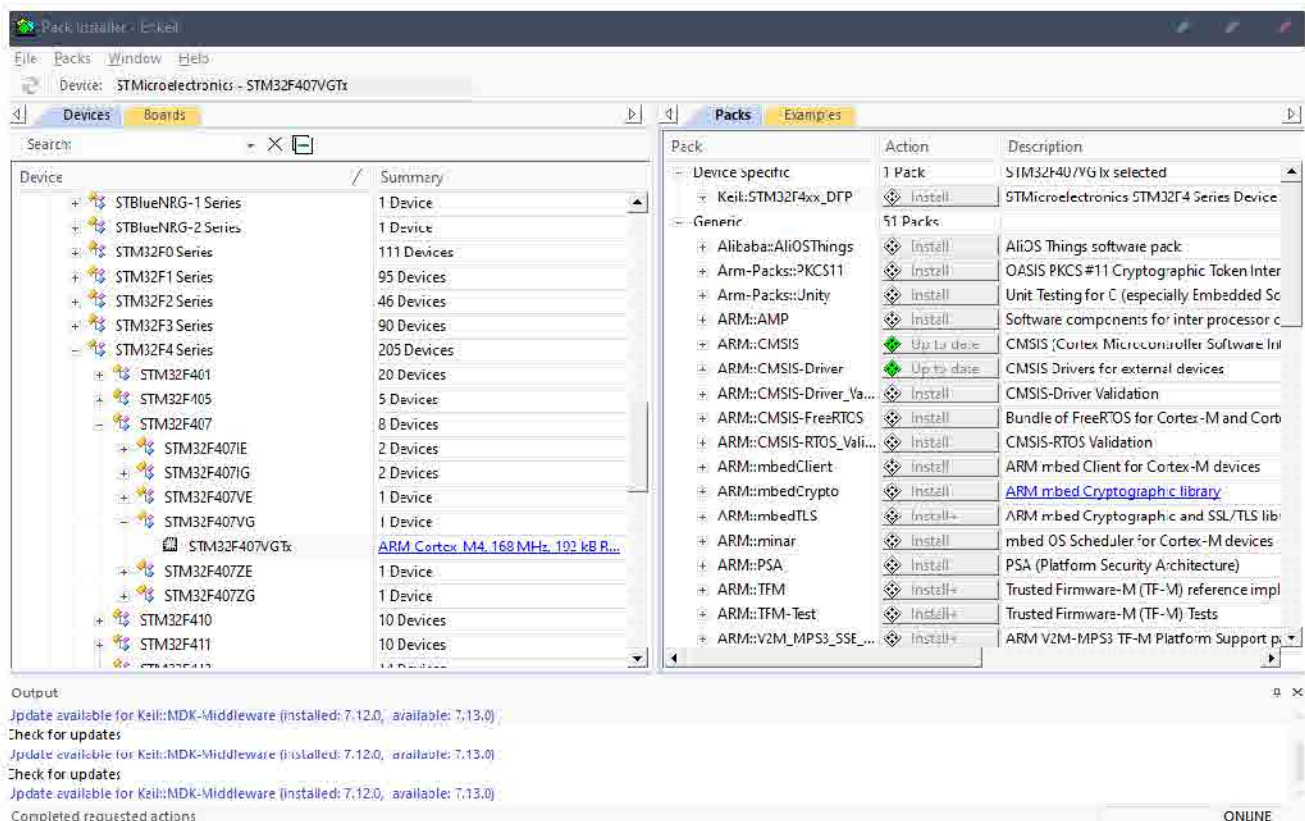 Pack Installer - E:\keil
File Packs Window Help
Device: STMicroelectronics - STM32F407VGTx
Devices Boards
Search:
Device / Summary
STBlueNRG-1 Series 1 Device
STBlueNRG-2 Series 1 Device
STM32F0 Series 111 Devices
STM32F1 Series 95 Devices
STM32F2 Series 46 Devices
STM32F3 Series 90 Devices
STM32F4 Series 205 Devices
STM32F401 20 Devices
STM32F405 5 Devices
STM32F407 8 Devices
STM32F407IE 2 Devices
STM32F407IG 2 Devices
STM32F407VE 1 Device
STM32F407VG 1 Device
STM32F407VGTx ARM Cortex-M4, 168 MHz, 192 kB R...
STM32F407ZE 1 Device
STM32F407ZG 1 Device
STM32F410 10 Devices
STM32F411 10 Devices
Packs Examples
Pack Action Description
Device Specific 1 Pack STM32F407VGTx selected
Keil::STM32F4xx_DFP Install STMicroelectronics STM32F4 Series Device
Generic 51 Packs
Alibaba::AliOSThings Install AliOS Things software pack
Arm-Packs::PKCS11 Install OASIS PKCS #11 Cryptographic Token Inter
Arm-Packs::Unity Install Unit Testing for C (especially Embedded So
ARM::AMP Install Software components for inter processor c
ARM::CMSIS Up to date CMSIS (Cortex Microcontroller Software Int
ARM::CMSIS-Driver Up to date CMSIS Drivers for external devices
ARM::CMSIS-Driver_Va... Install CMSIS-Driver Validation
ARM::CMSIS-FreeRTOS Install Bundle of FreeRTOS for Cortex-M and Corte
ARM::CMSIS-RTOS_Vali... Install CMSIS-RTOS Validation
ARM::mbedClient Install ARM mbed Client for Cortex-M devices
ARM::mbedCrypto Install ARM mbed Cryptographic library
ARM::mbedTLS Install+ ARM mbed Cryptographic and SSL/TLS libr
ARM::minar Install mbed OS Scheduler for Cortex-M devices
ARM::PSA Install PSA (Platform Security Architecture)
ARM::TFM Install+ Trusted Firmware-M (TF-M) reference impl
ARM::TFM-Test Install+ Trusted Firmware-M (TF-M) Tests
ARM::V2M_MPS3_SSE_... Install+ ARM V2M-MPS3 TF-M Platform Support p
Output
Update available for Keil::MDK-Middleware (installed: 7.12.0, available: 7.13.0)
Check for updates
Update available for Keil::MDK-Middleware (installed: 7.12.0, available: 7.13.0)
Check for updates
Update available for Keil::MDK-Middleware (installed: 7.12.0, available: 7.13.0)
Completed requested actions ONLINE